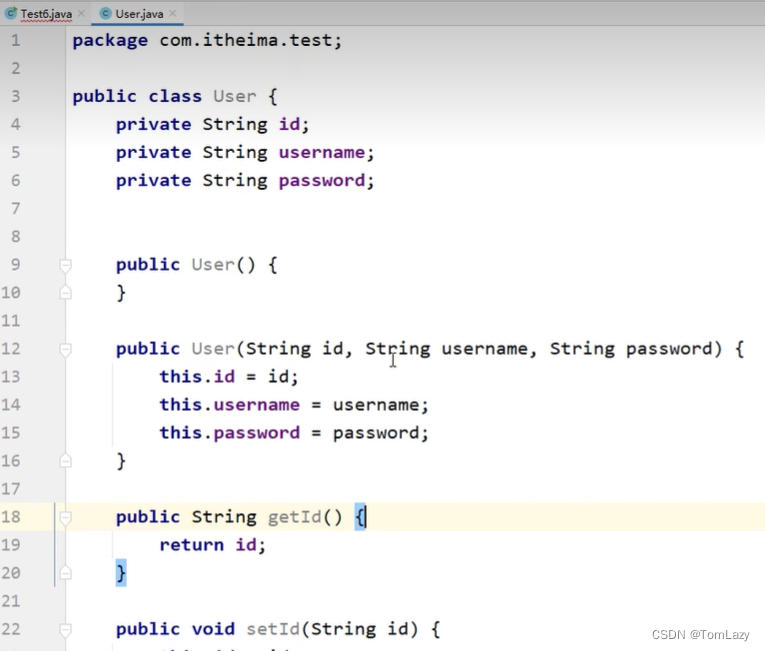 Test6.java × User.java ×
1 package com.itheima.test;
2
3 public class User {
4 private String id;
5 private String username;
6 private String password;
7
8
9 public User() {
10 }
11
12 public User(String id, String username, String password) {
13 this.id = id;
14 this.username = username;
15 this.password = password;
16 }
17
18 public String getId() {
19 return id;
20 }
21
22 public void setId(String id) {
CSDN @TomLazy